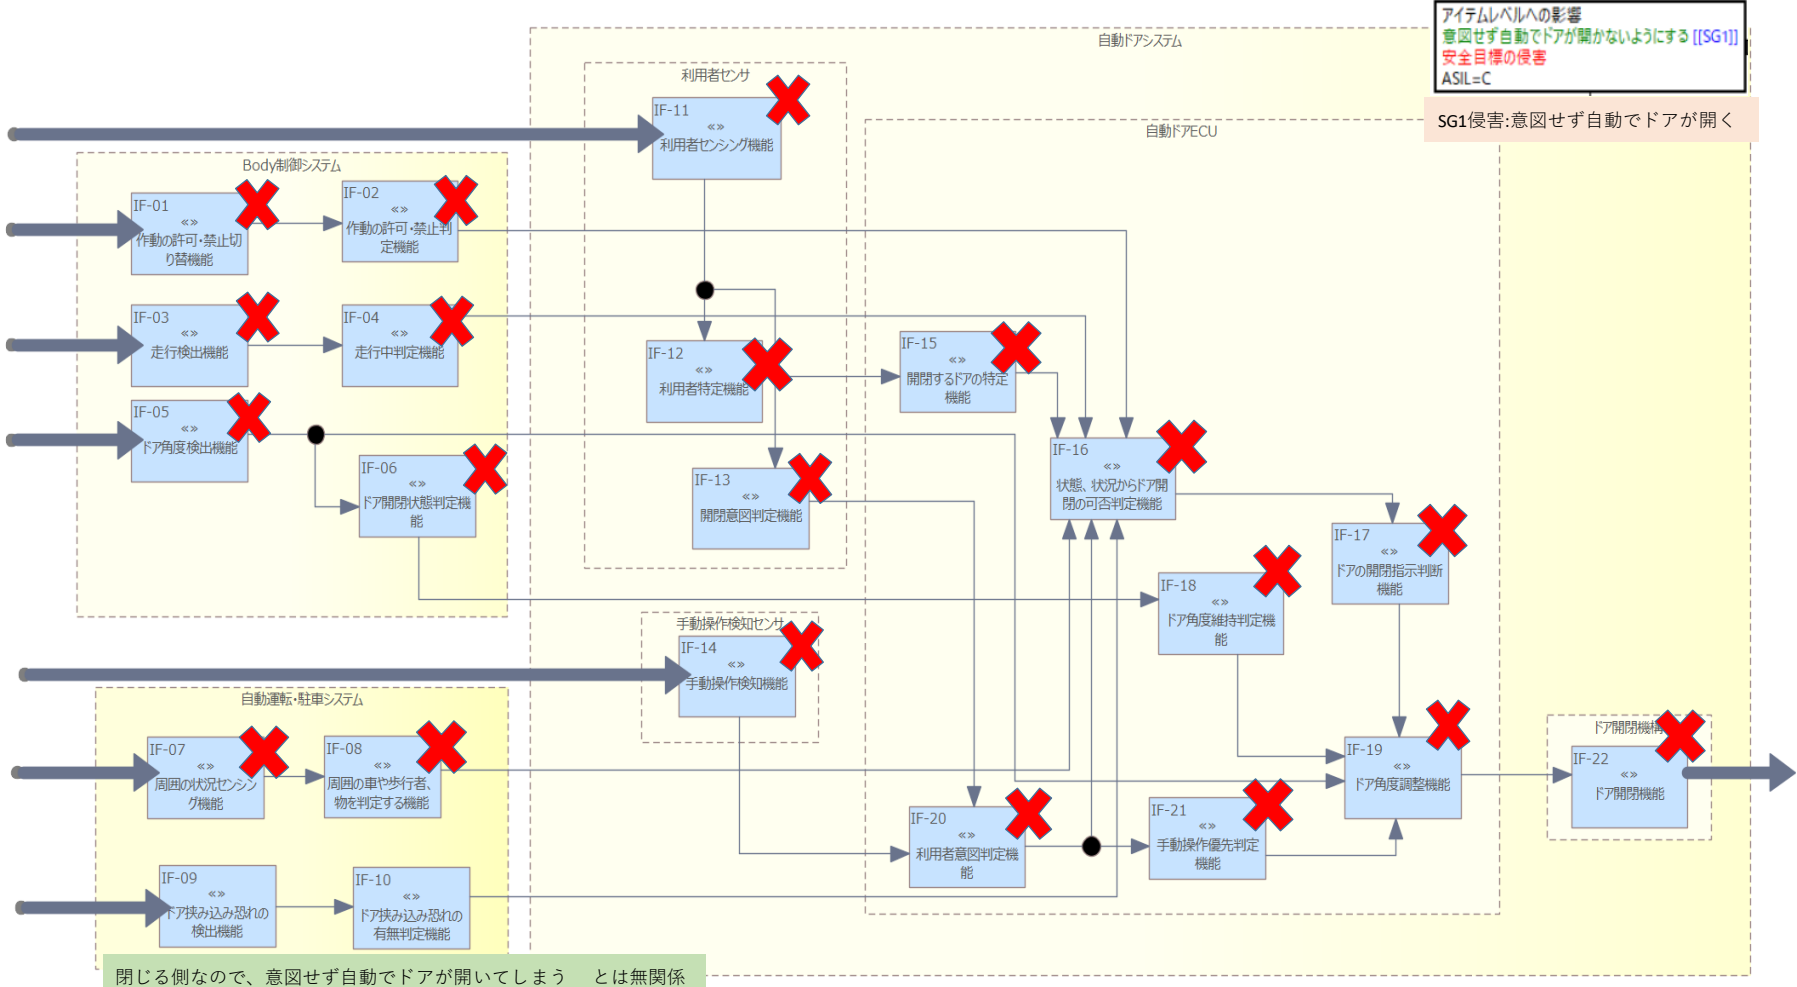 アイテムレベルへの影響
意図せず自動でドアが開かないようにする [[SG1]]
安全目標の侵害
ASIL=C
SG1侵害:意図せず自動でドアが開く
自動ドアシステム
利用者センサ
IF-11
«»
利用者センシング機能
自動ドアECU
Body制御システム
IF-01
«»
作動の許可・禁止切
り替機能
IF-02
«»
作動の許可・禁止判
定機能
IF-03
«»
走行検出機能
IF-04
«»
走行中判定機能
IF-05
«»
ドア角度検出機能
IF-06
«»
ドア開閉状態判定機
能
IF-12
«»
利用者特定機能
IF-13
«»
開閉意図判定機能
IF-15
«»
開閉するドアの特定
機能
IF-16
«»
状態、状況からドア開
閉の可否判定機能
IF-17
«»
ドアの開閉指示判断
機能
IF-18
«»
ドア角度維持判定機
能
手動操作検知センサ
IF-14
«»
手動操作検知機能
自動運転・駐車システム
IF-07
«»
周囲の状況センシン
グ機能
IF-08
«»
周囲の車や歩行者、
物を判定する機能
IF-09
«»
ドア挟み込み恐れの
検出機能
IF-10
«»
ドア挟み込み恐れの
有無判定機能
IF-20
«»
利用者意図判定機
能
IF-21
«»
手動操作優先判定
機能
IF-19
«»
ドア角度調整機能
ドア開閉機構
IF-22
«»
ドア開閉機能
閉じる側なので、意図せず自動でドアが開いてしまう　とは無関係